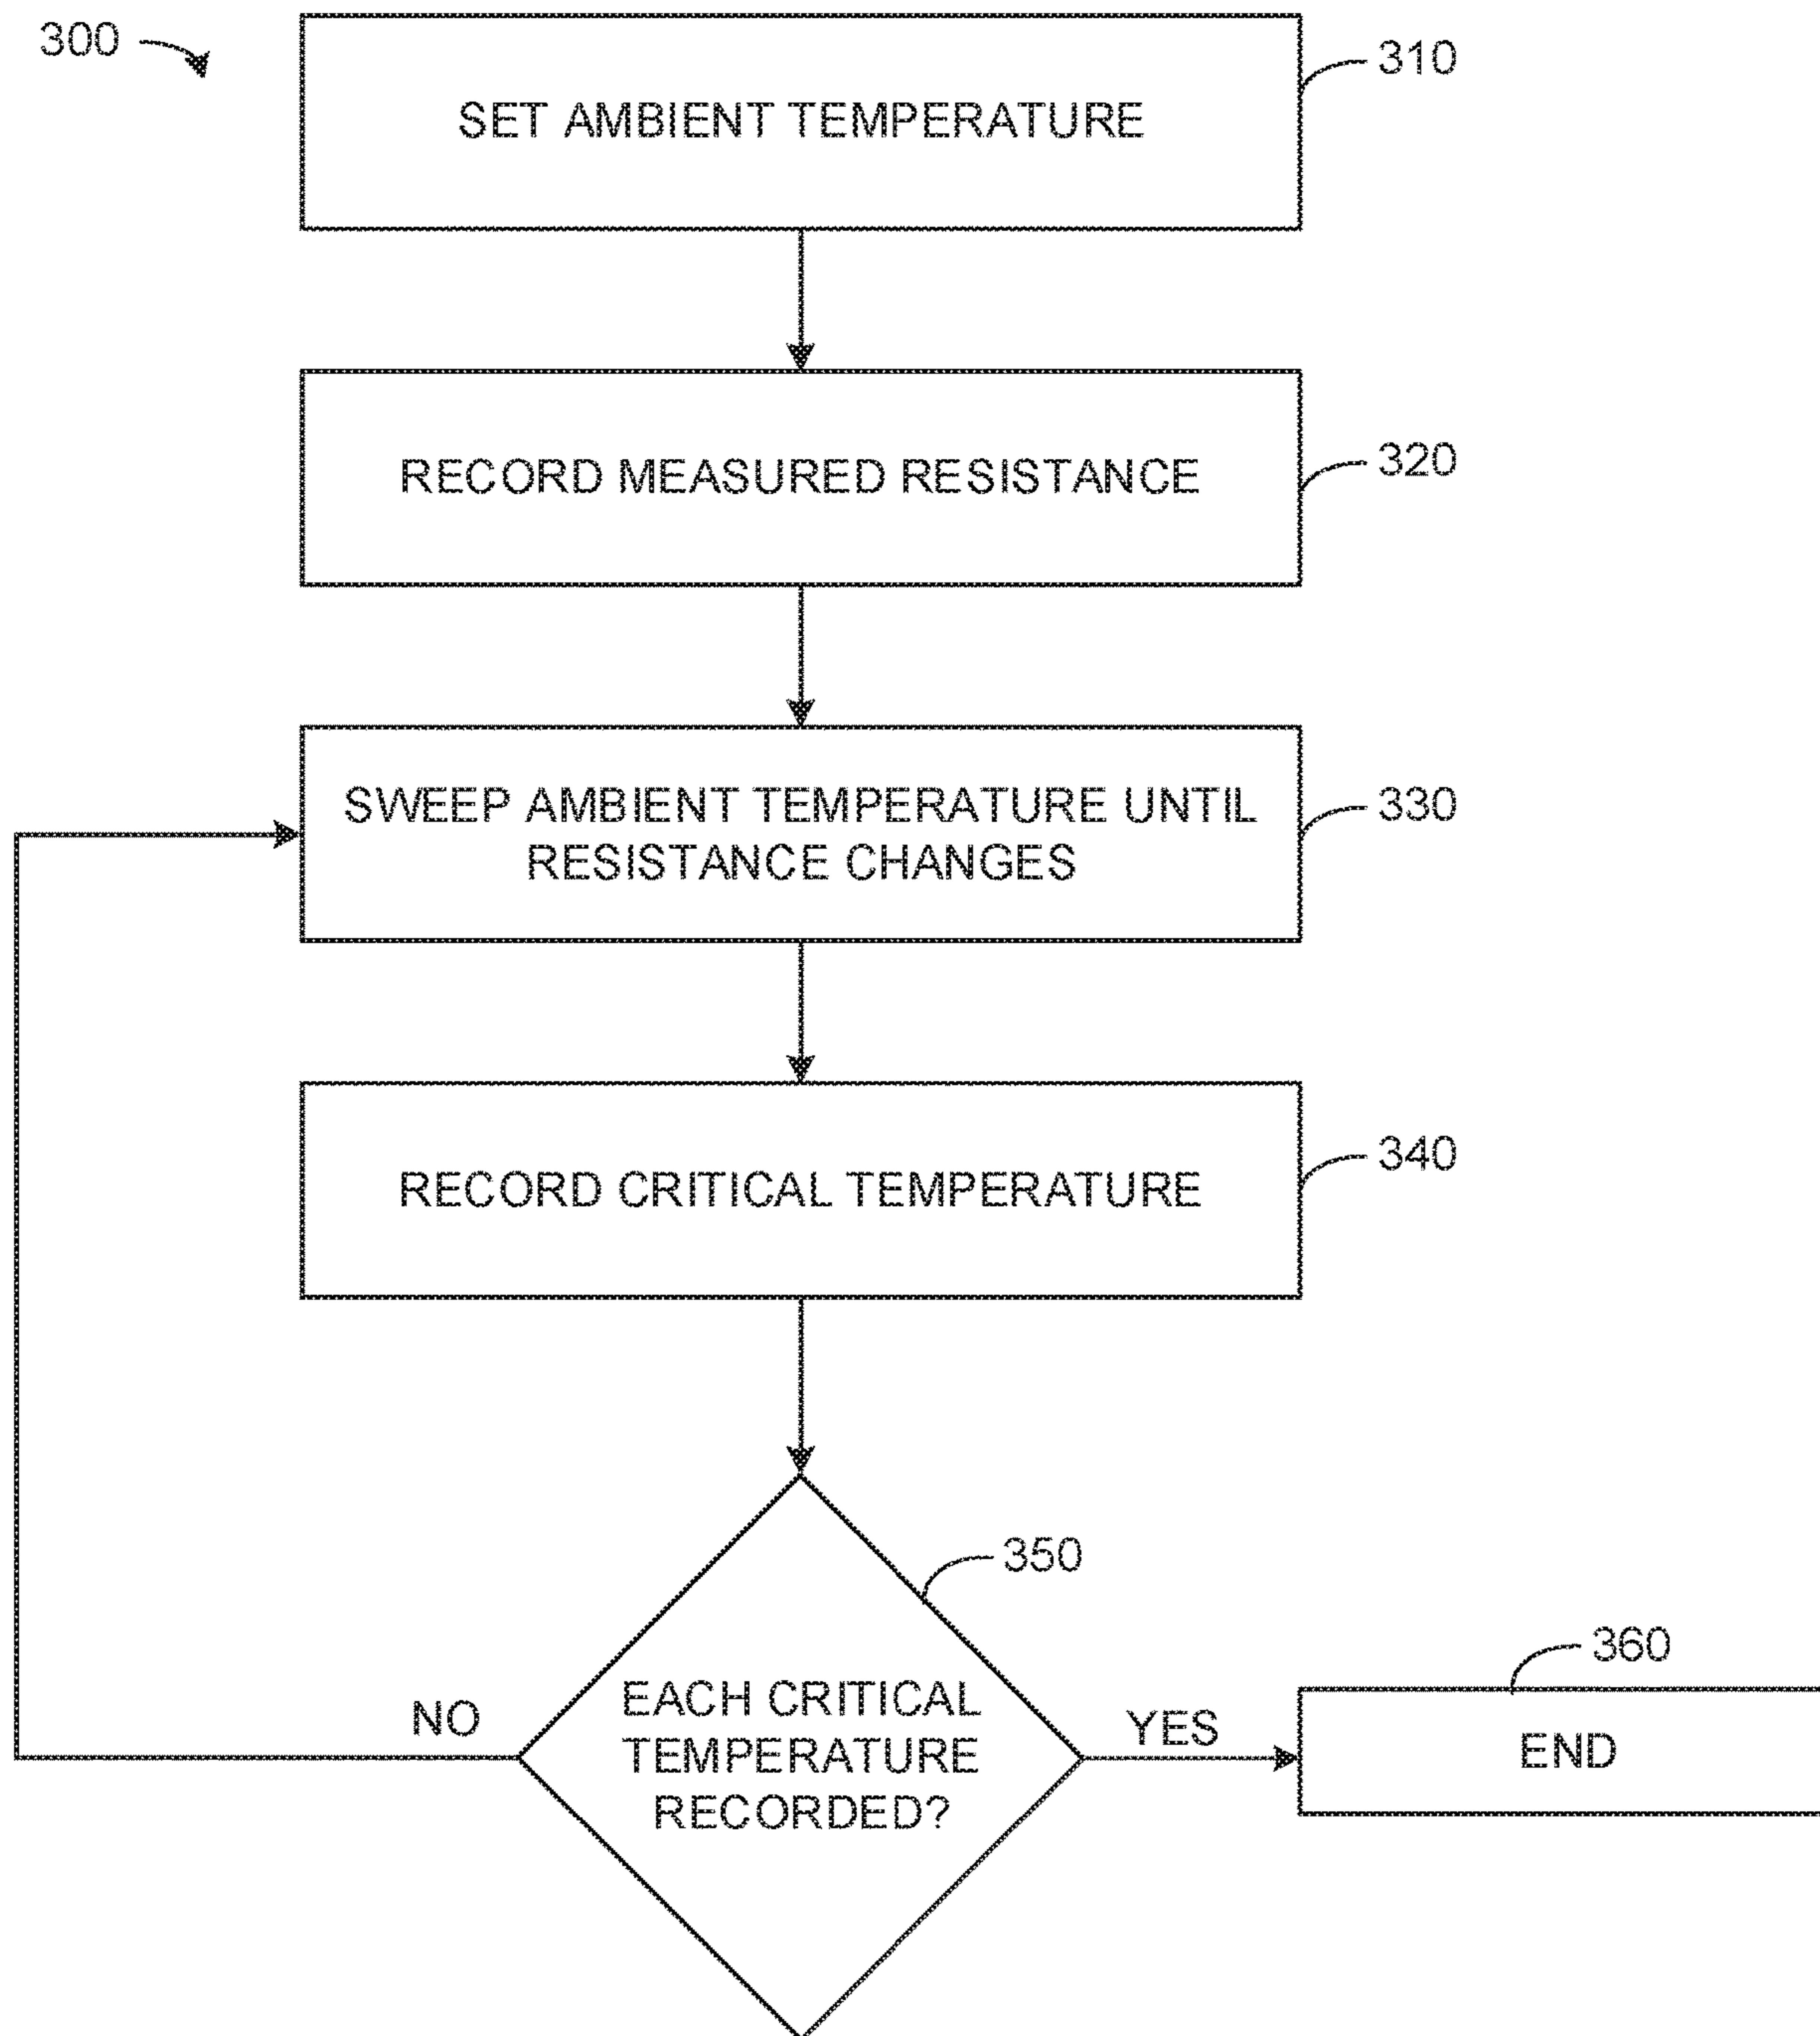 300
310
SET AMBIENT TEMPERATURE
320
RECORD MEASURED RESISTANCE
330
SWEEP AMBIENT TEMPERATURE UNTIL
RESISTANCE CHANGES
340
RECORD CRITICAL TEMPERATURE
350
EACH CRITICAL
TEMPERATURE
RECORDED?
NO
YES
360
END